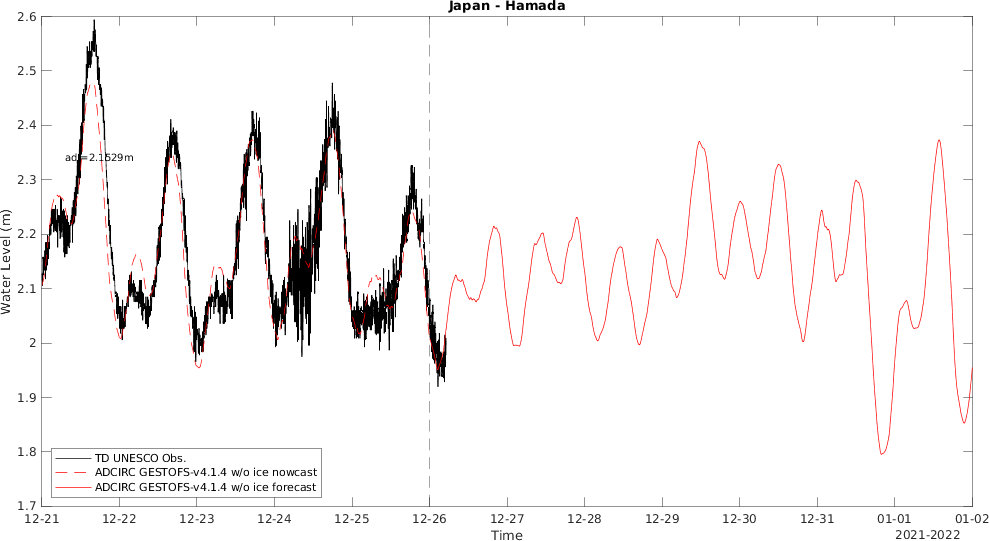 Japan - Hamada
2.6
2.5
2.4
2.3
2.2
2.1
2
1.9
1.8
1.7
Water Level (m)
adj=2.1529m
TD UNESCO Obs.
ADCIRC GESTOFS-v4.1.4 w/o ice nowcast
ADCIRC GESTOFS-v4.1.4 w/o ice forecast
12-21 12-22 12-23 12-24 12-25 12-26 12-27 12-28 12-29 12-30 12-31 01-01 01-02
Time
2021-2022